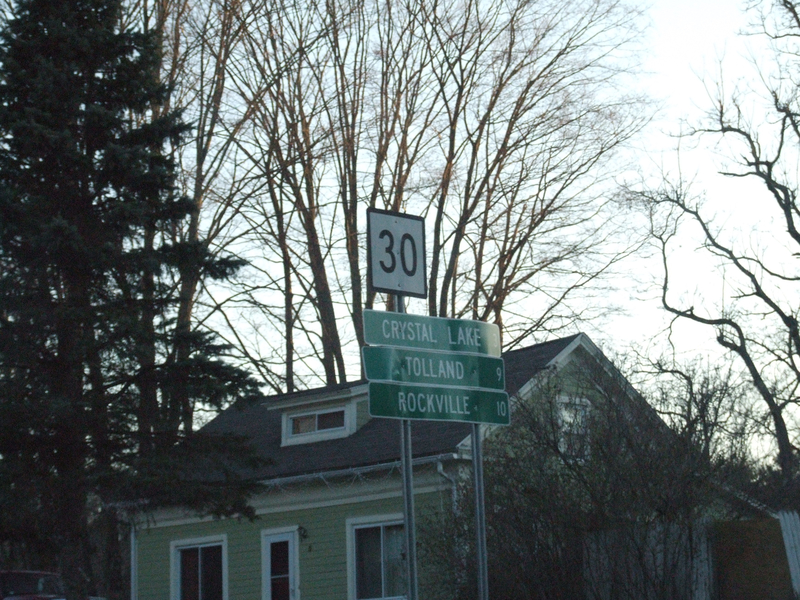 30
CRYSTAL LAKE
TOLLAND 9
ROCKVILLE 10